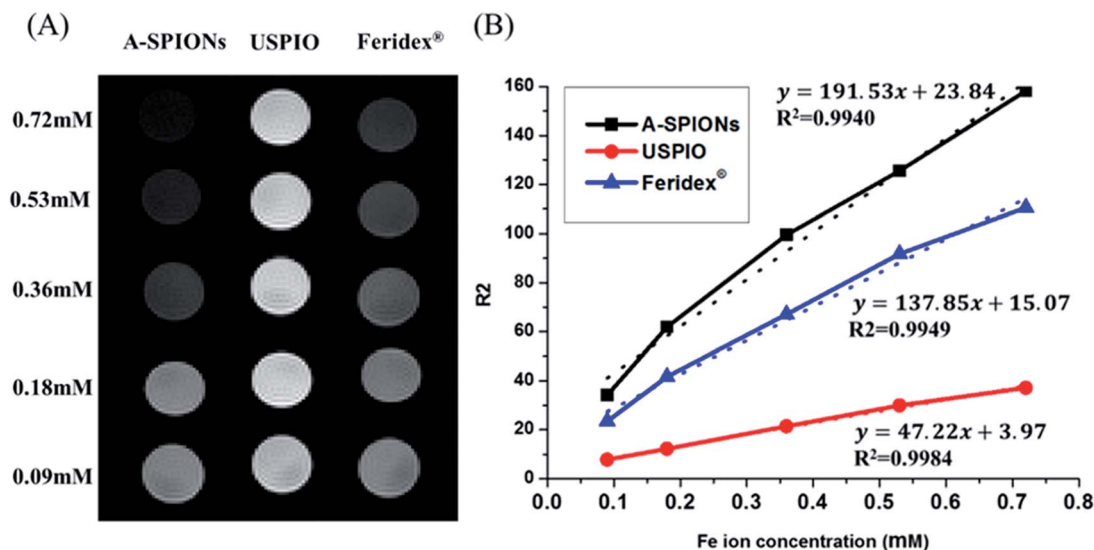 (A)
A-SPIONs USPIO Feridex®
0.72mM
0.53mM
0.36mM
0.18mM
0.09mM
(B)
160
140
120
100
80
60
40
20
0
R2
A-SPIONs
USPIO
Feridex®
y = 191.53x + 23.84
R²=0.9940
y = 137.85x + 15.07
R2=0.9949
y = 47.22x + 3.97
R²=0.9984
0.0 0.1 0.2 0.3 0.4 0.5 0.6 0.7 0.8
Fe ion concentration (mM)